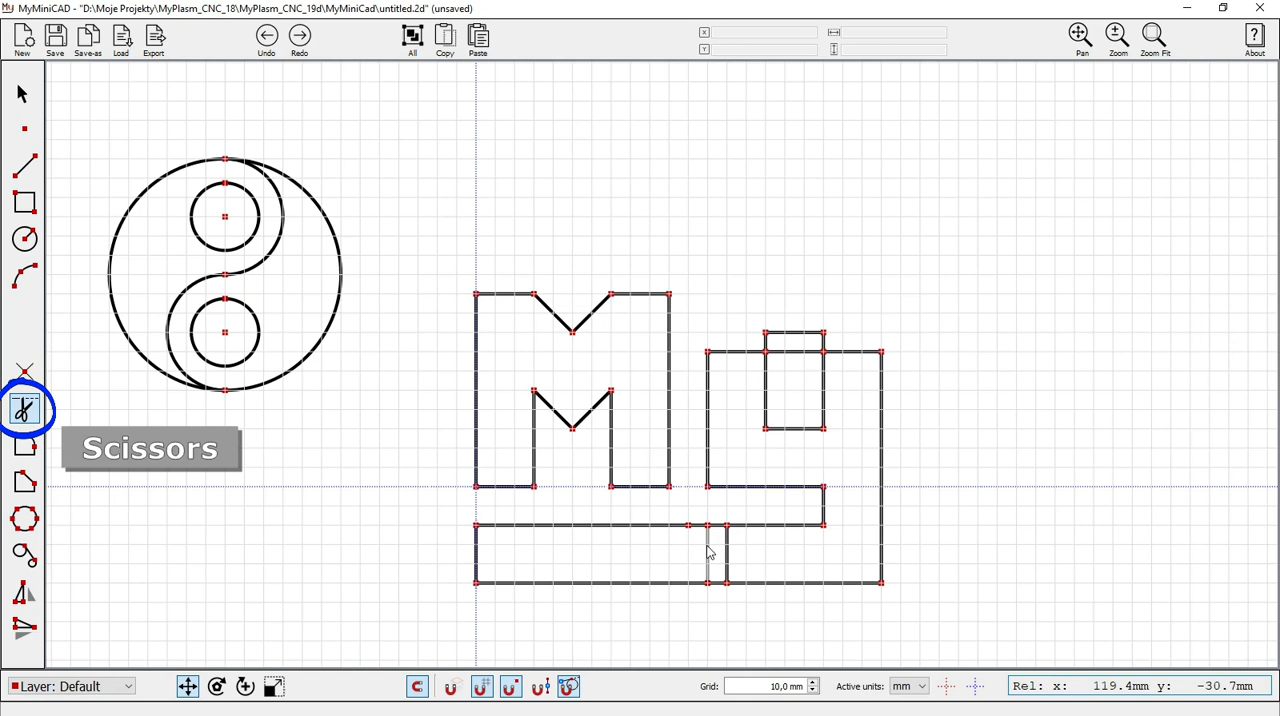 MyMiniCAD - "D:\Moje Projekty\MyPlasm_CNC_18\MyPlasm_CNC_19d\MyMiniCad\untitled.2d" (unsaved)
New Save Save-as Load Export Undo Redo All Copy Paste X Y Pan Zoom Zoom Fit About
Scissors
Layer: Default Grid: 10,0 mm Active units: mm Rel: x: 119.4mm y: -30.7mm